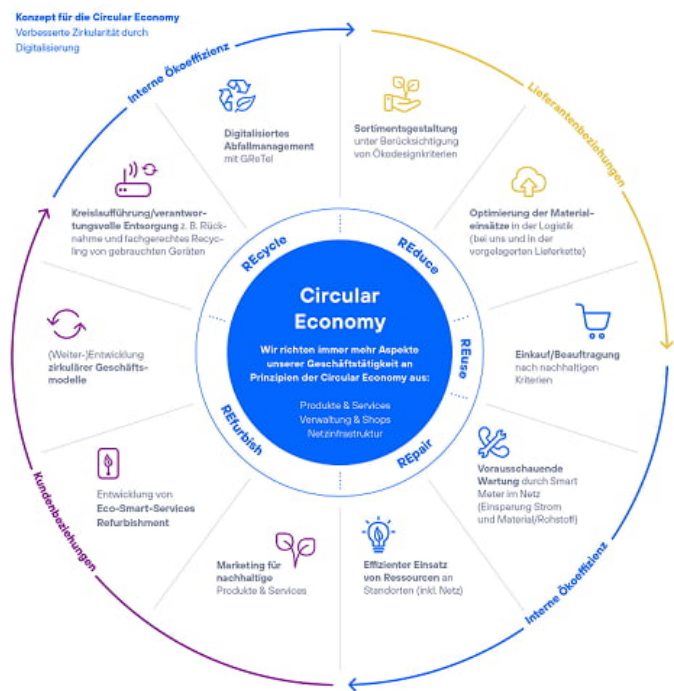 Konzept für die Circular Economy
Verbesserte Zirkularität durch
Digitalisierung
Interne Ökoeffizienz
Lieferantenbeziehungen
Digitalisiertes
Abfallmanagement
mit GReTel
Sortimentsgestaltung
unter Berücksichtigung
von Ökodesignkriterien
Kreislaufführung/verantwor-
tungsvolle Entsorgung z. B. Rück-
nahme und fachgerechtes Recyc-
ling von gebrauchten Geräten
Optimierung der Material-
einsätze in der Logistik
(bei uns und in der
vorgelagerten Lieferkette)
REcycle
REduce
REuse
REpair
REfurbish
Circular
Economy
Wir richten immer mehr Aspekte
unserer Geschäftstätigkeit an
Prinzipien der Circular Economy aus:
Produkte & Services
Verwaltung & Shops
Netzinfrastruktur
(Weiter-)Entwicklung
zirkulärer Geschäfts-
modelle
Einkauf/Beauftragung
nach nachhaltigen
Kriterien
Vorausschauende
Wartung durch Smart
Meter im Netz
(Einsparung Strom
und Material/Rohstoff)
Entwicklung von
Eco-Smart-Services
Refurbishment
Marketing für
nachhaltige
Produkte & Services
Effizienter Einsatz
von Ressourcen an
Standorten (inkl. Netz)
Kundenbeziehungen
Interne Ökoeffizienz